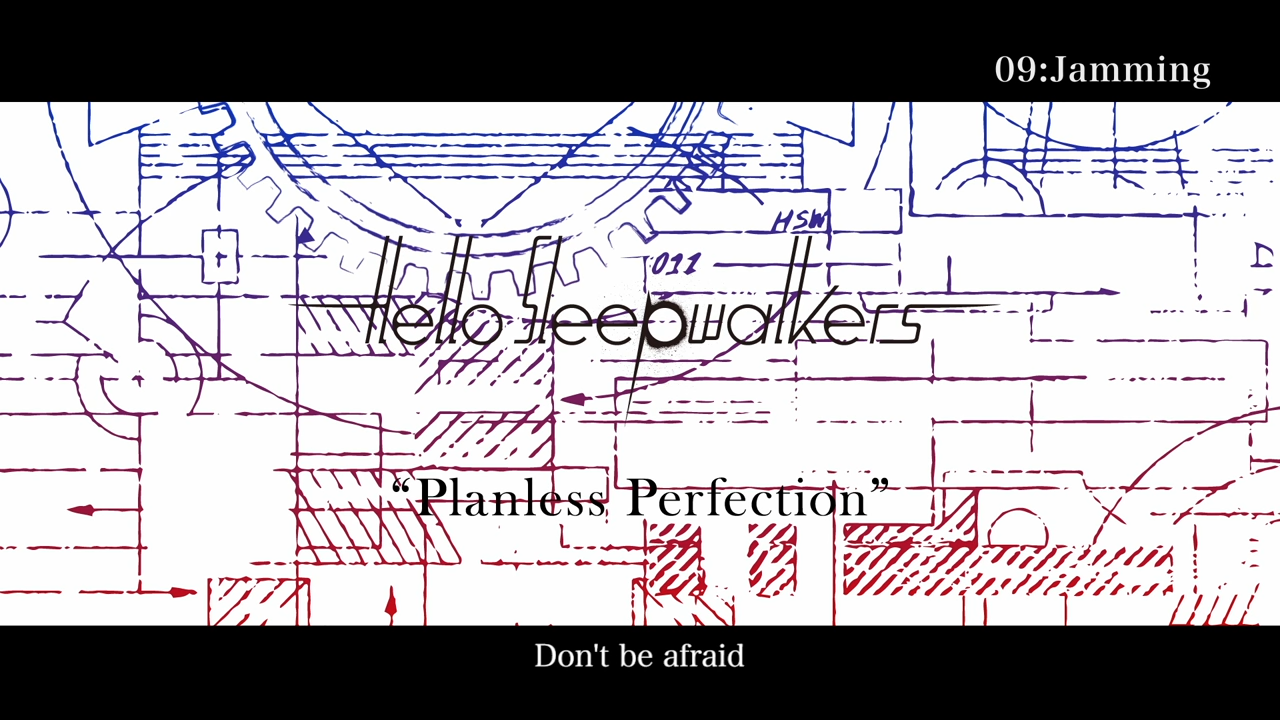 09:Jamming
HSW
011
Hello Sleepwalkers
“Planless Perfection”
Don't be afraid